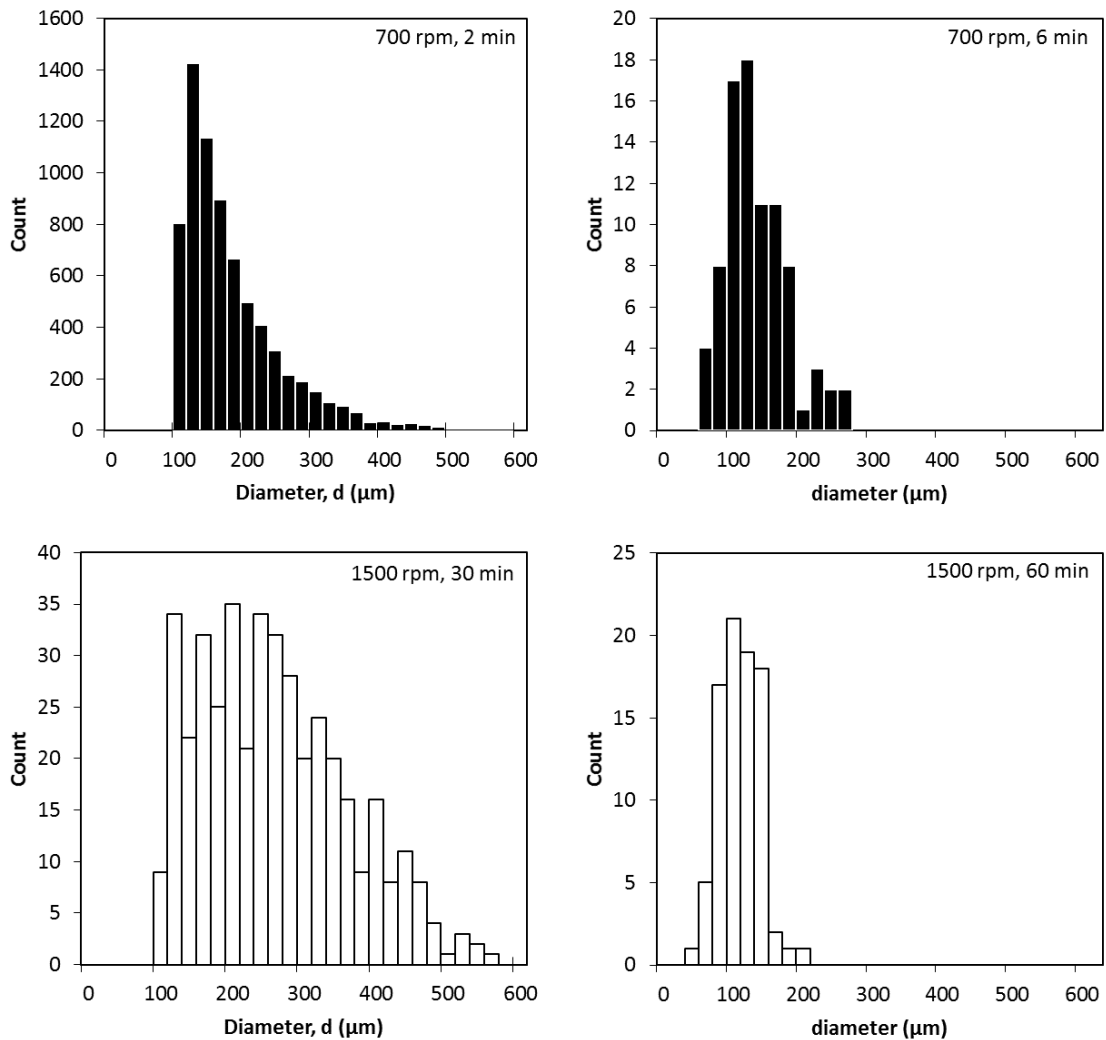 700 rpm, 2 min
1600
1400
1200
1000
800
600
400
200
0
Count
0 100 200 300 400 500 600
Diameter, d (μm)
700 rpm, 6 min
20
18
16
14
12
10
8
6
4
2
0
Count
0 100 200 300 400 500 600
diameter (μm)
1500 rpm, 30 min
40
35
30
25
20
15
10
5
0
Count
0 100 200 300 400 500 600
Diameter, d (μm)
1500 rpm, 60 min
25
20
15
10
5
0
Count
0 100 200 300 400 500 600
diameter (μm)